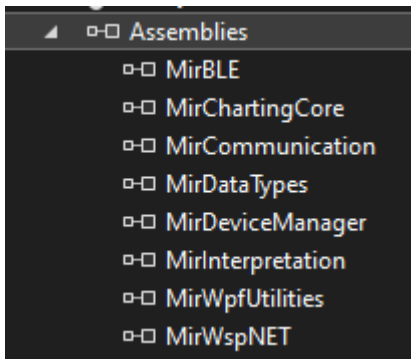 Assemblies
MirBLE
MirChartingCore
MirCommunication
MirDataTypes
MirDeviceManager
MirInterpretation
MirWpfUtilities
MirWspNET